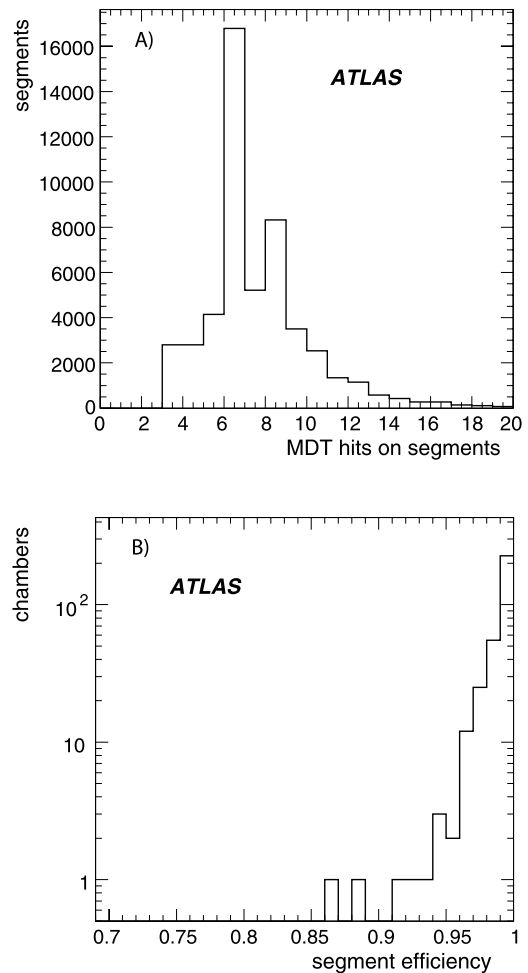 A)
ATLAS
segments
16000
14000
12000
10000
8000
6000
4000
2000
0
0 2 4 6 8 10 12 14 16 18 20
MDT hits on segments
B)
ATLAS
chambers
10²
10
1
0.7 0.75 0.8 0.85 0.9 0.95 1
segment efficiency